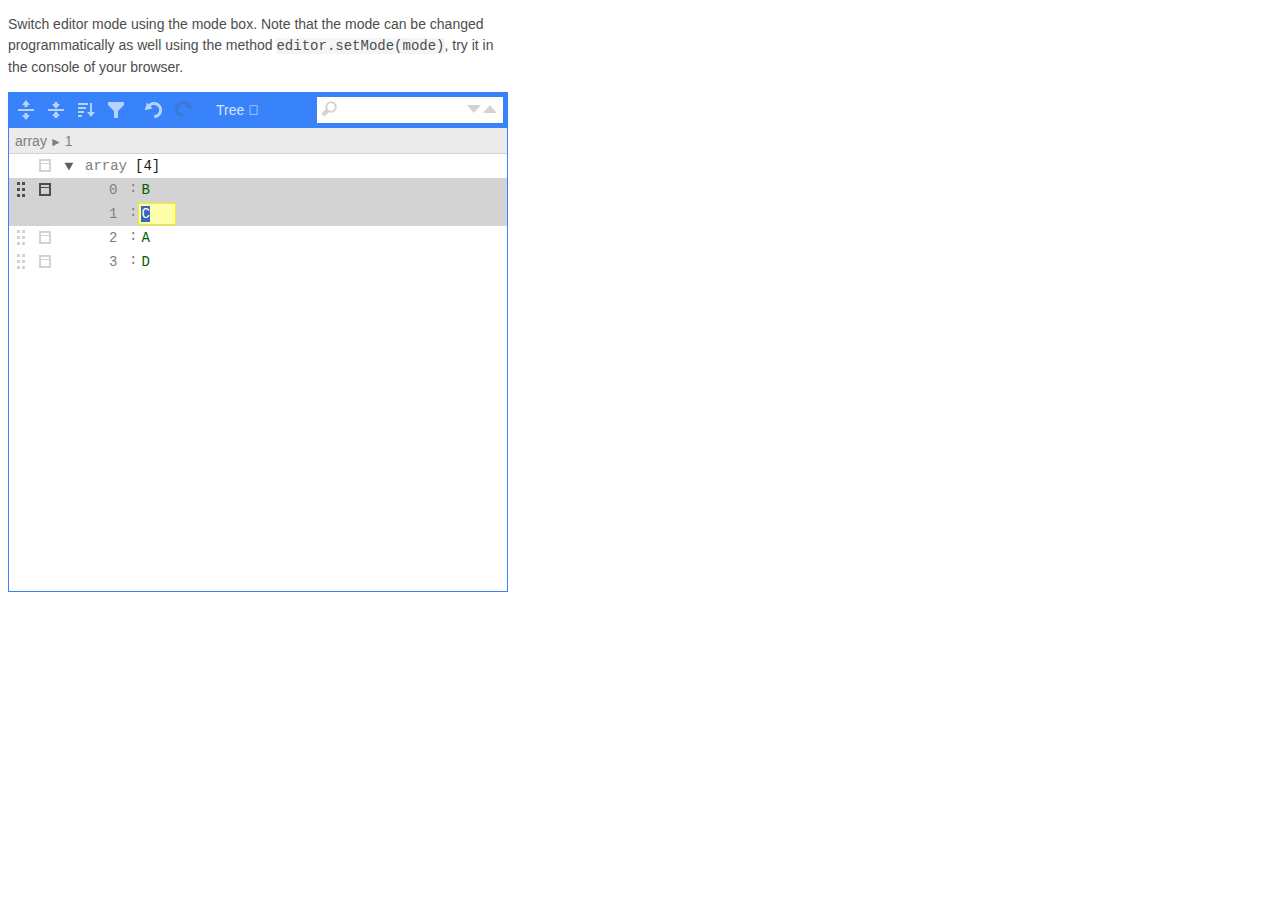 Switch editor mode using the mode box. Note that the mode can be changed
programmatically as well using the method editor.setMode(mode), try it in
the console of your browser.
Tree
array ► 1
array [4]
0 : B
1 : C
2 : A
3 : D